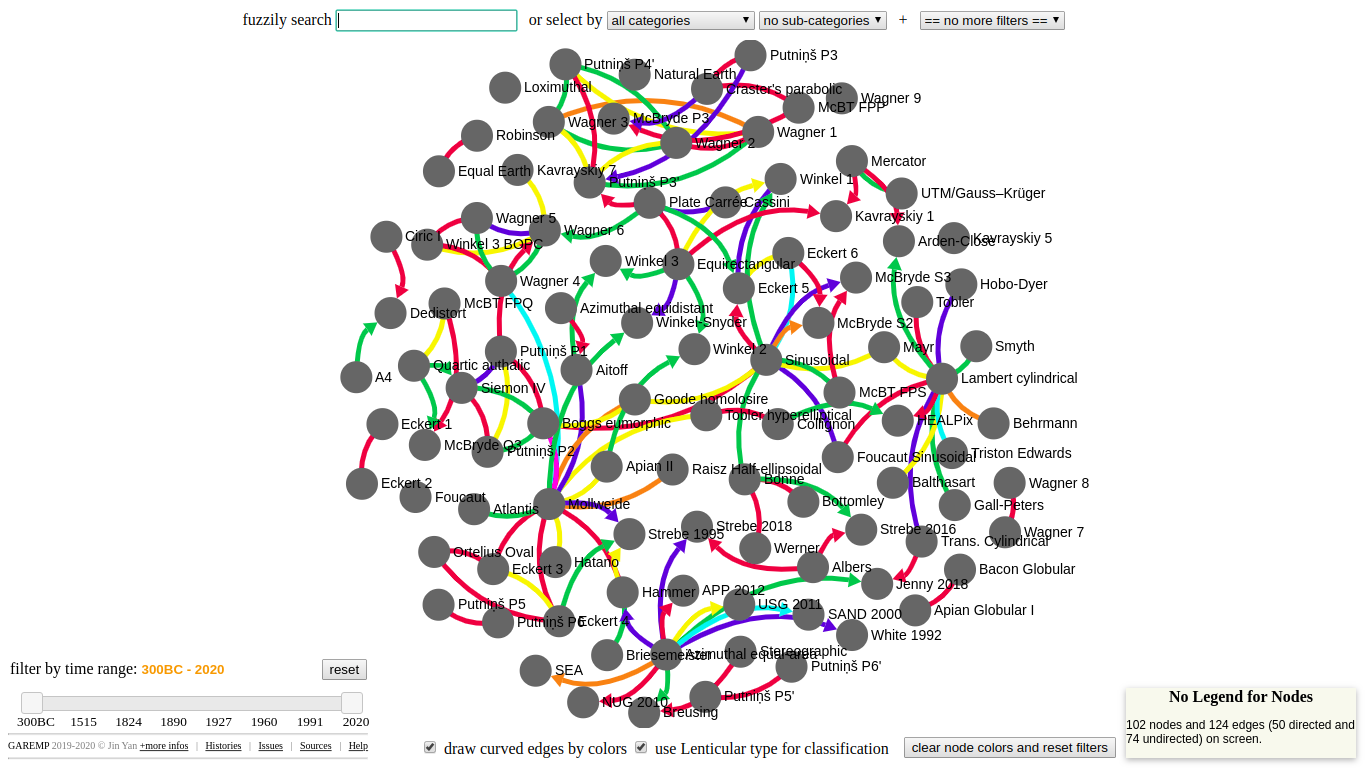 fuzzily search or select by all categories no sub-categories + == no more filters ==
Putniņš P3
Putniņš P4'
Natural Earth
Loximuthal
Craster's parabolic
Wagner 9
McBT FPP
McBryde P3
Wagner 3
Wagner 1
Robinson
Wagner 2
Mercator
Equal Earth
Kavrayskiy 7
Winkel 1
Putniņš P3'
UTM/Gauss–Krüger
Plate Carrée
Cassini
Kavrayskiy 1
Wagner 5
Wagner 6
Ciric I
Winkel 3 BOPC
Arden-Close
Kavrayskiy 5
Eckert 6
Winkel 3
Equirectangular
McBryde S3
Wagner 4
Hobo-Dyer
Eckert 5
McBT FPQ
Tobler
Azimuthal equidistant
Dedistort
Winkel-Snyder
McBryde S2
Mayr
Smyth
Winkel 2
Putniņš P1
Sinusoidal
Quartic authalic
Aitoff
A4
Lambert cylindrical
Siemon IV
McBT FPS
Goode homolosire
Tobler hyperelliptical
HEALPix
Eckert 1
Boggs eumorphic
Collignon
Behrmann
McBryde Q3
Putniņš P2
Foucaut Sinusoidal
Triston Edwards
Apian II
Raisz Half-ellipsoidal
Bonne
Eckert 2
Balthasart
Wagner 8
Foucaut
Bottomley
Mollweide
Gall-Peters
Atlantis
Strebe 2018
Strebe 2016
Strebe 1995
Wagner 7
Trans. Cylindrical
Werner
Ortelius Oval
Hatano
Eckert 3
Albers
Bacon Globular
Jenny 2018
Hammer
APP 2012
Putniņš P5
USG 2011
SAND 2000
Apian Globular I
Putniņš P6
Eckert 4
White 1992
Briesemeister
Azimuthal equal-area
Stereographic
Putniņš P6'
SEA
Putniņš P5'
NUG 2010
Breusing
filter by time range: 300BC - 2020 reset
300BC 1515 1824 1890 1927 1960 1991 2020
GAREMP 2019-2020 © Jin Yan +more infos | Histories | Issues | Sources | Help
draw curved edges by colors use Lenticular type for classification clear node colors and reset filters
No Legend for Nodes
102 nodes and 124 edges (50 directed and
74 undirected) on screen.